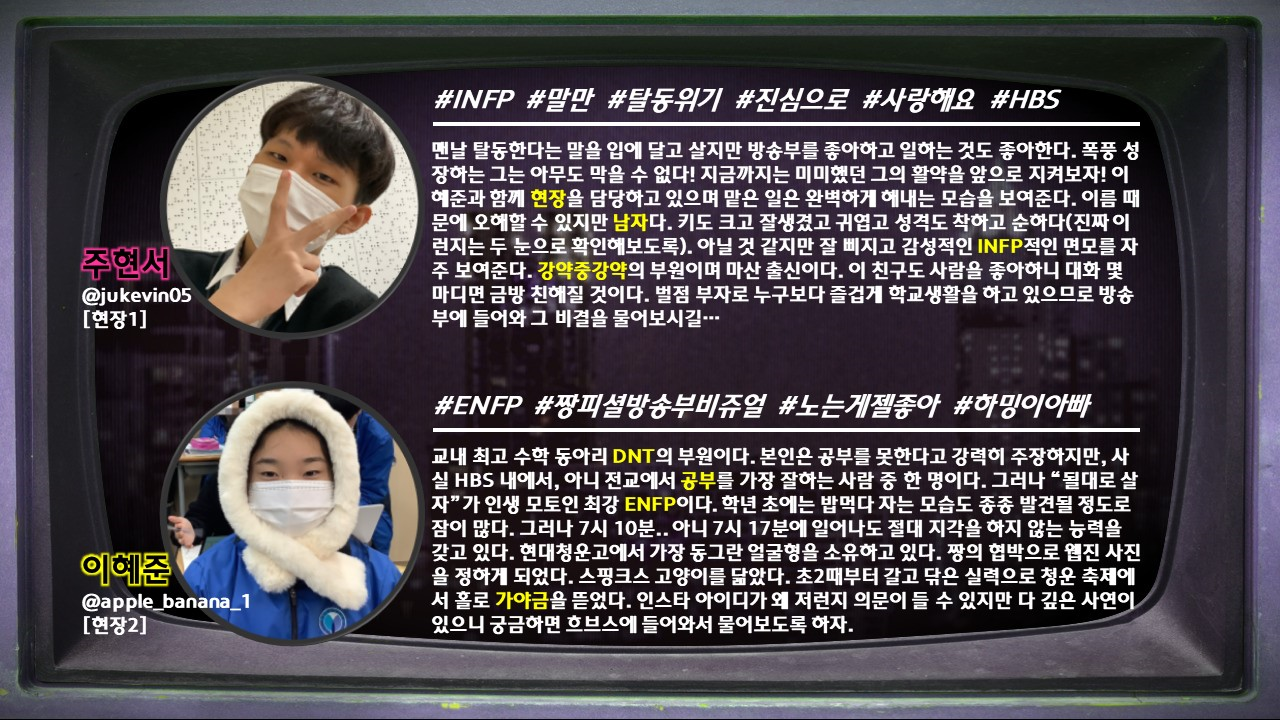 #INFP #말만 #탈동위기 #진심으로 #사랑해요 #HBS
맨날 탈동한다는 말을 입에 달고 살지만 방송부를 좋아하고 일하는 것도 좋아한다. 폭풍 성
장하는 그는 아무도 막을 수 없다! 지금까지는 미미했던 그의 활약을 앞으로 지켜보자! 이
혜준과 함께 현장을 담당하고 있으며 맡은 일은 완벽하게 해내는 모습을 보여준다. 이름 때
문에 오해할 수 있지만 남자다. 키도 크고 잘생겼고 귀엽고 성격도 착하고 순하다(진짜 이
런지는 두 눈으로 확인해보도록). 아닐 것 같지만 잘 삐지고 감성적인 INFP적인 면모를 자
주 보여준다. 강약중강약의 부원이며 마산 출신이다. 이 친구도 사람을 좋아하니 대화 몇
마디면 금방 친해질 것이다. 벌점 부자로 누구보다 즐겁게 학교생활을 하고 있으므로 방송
부에 들어와 그 비결을 물어보시길…
주현서
@jukevin05
[현장1]
#ENFP #짱피셜방송부비쥬얼 #노는게젤좋아 #하밍이아빠
교내 최고 수학 동아리 DNT의 부원이다. 본인은 공부를 못한다고 강력히 주장하지만, 사
실 HBS 내에서, 아니 전교에서 공부를 가장 잘하는 사람 중 한 명이다. 그러나 “될대로 살
자”가 인생 모토인 최강 ENFP이다. 학년 초에는 밥먹다 자는 모습도 종종 발견될 정도로
잠이 많다. 그러나 7시 10분.. 아니 7시 17분에 일어나도 절대 지각을 하지 않는 능력을
갖고 있다. 현대청운고에서 가장 동그란 얼굴형을 소유하고 있다. 짱의 협박으로 웹진 사진
을 정하게 되었다. 스핑크스 고양이를 닮았다. 초2때부터 갈고 닦은 실력으로 청운 축제에
서 홀로 가야금을 뜯었다. 인스타 아이디가 왜 저런지 의문이 들 수 있지만 다 깊은 사연이
있으니 궁금하면 흐브스에 들어와서 물어보도록 하자.
이혜준
@apple_banana_1
[현장2]